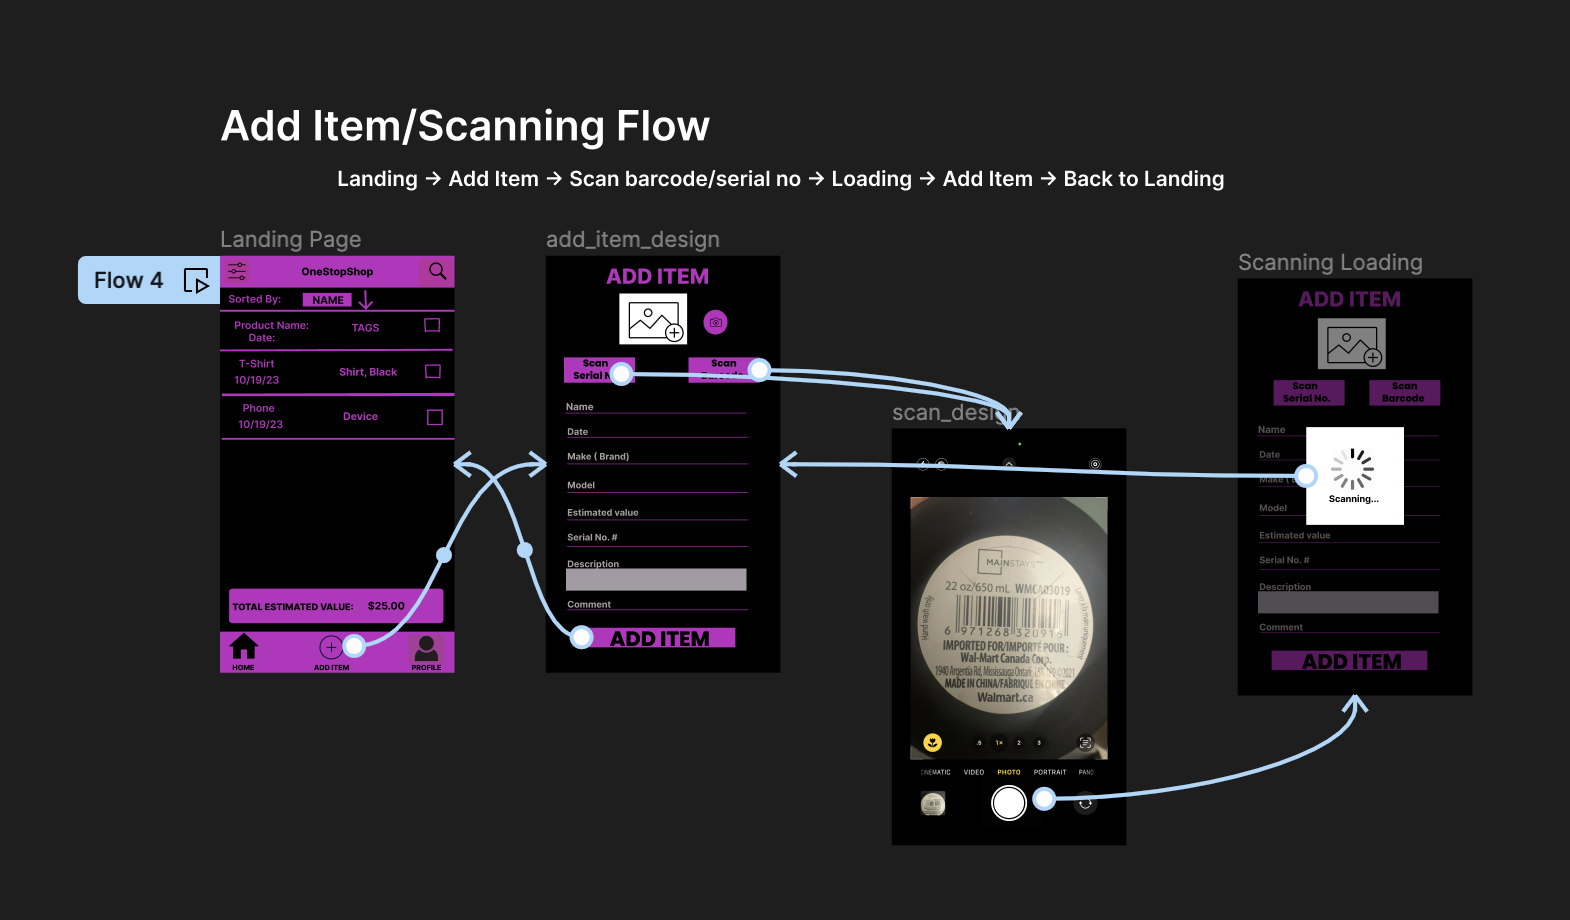 Add Item/Scanning Flow
Landing → Add Item → Scan barcode/serial no → Loading → Add Item → Back to Landing
Flow 4
Landing Page
OneStopShop
Sorted By:
NAME
Product Name:
Date:
TAGS
T-Shirt
10/19/23
Shirt, Black
Phone
10/19/23
Device
TOTAL ESTIMATED VALUE:
$25.00
HOME
ADD ITEM
PROFILE
add_item_design
ADD ITEM
Scan
Serial
Scan
Name
Date
Make ( Brand)
Model
Estimated value
Serial No. #
Description
Comment
ADD ITEM
scan_design
MAINSTAYS
22 oz/650 mL WMCA03019
Hand wash only
6 971268 320916
IMPORTED FOR/IMPORTÉ POUR :
Wal-Mart Canada Corp.
1940 Argentia Rd, Mississauga Ontario
MADE IN CHINA/FABRIQUÉ EN CHINE
Walmart.ca
.5
1×
2
3
CINEMATIC
VIDEO
PHOTO
PORTRAIT
PANO
Scanning Loading
ADD ITEM
Scan
Serial No.
Scan
Barcode
Name
Date
Model
Scanning...
Estimated value
Serial No. #
Description
Comment
ADD ITEM